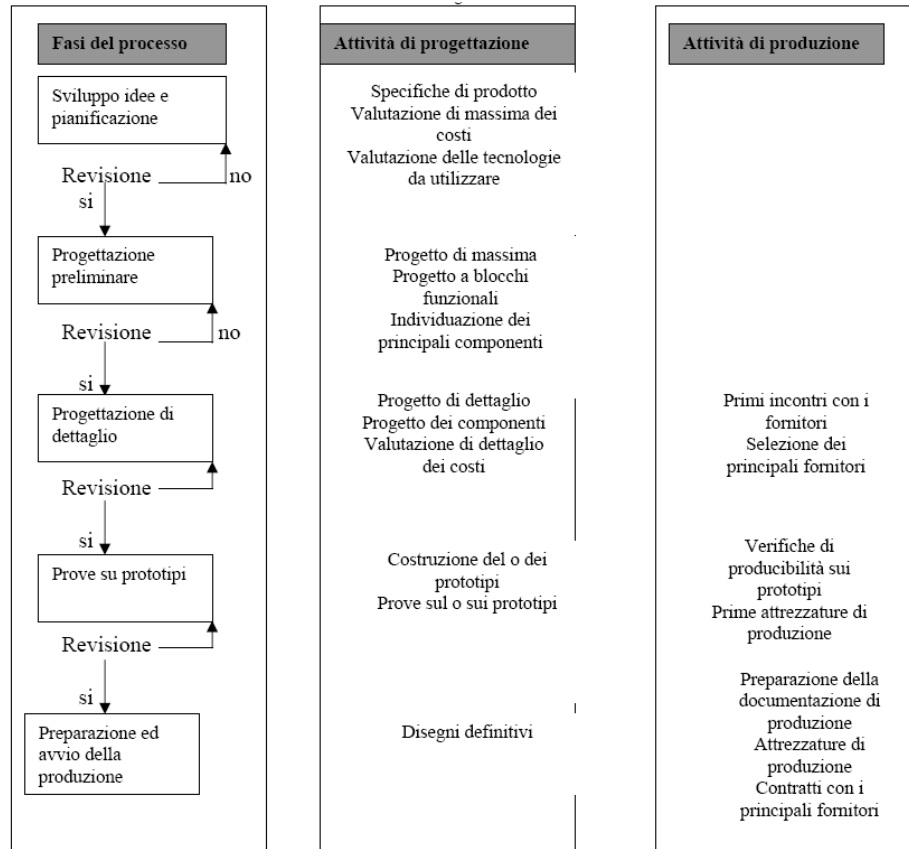 Fasi del processo
Attività di progettazione
Attività di produzione
Sviluppo idee e
pianificazione
Specifiche di prodotto
Valutazione di massima dei
costi
Valutazione delle tecnologie
da utilizzare
Revisione
no
si
Progettazione
preliminare
Progetto di massima
Progetto a blocchi
funzionali
Individuazione dei
principali componenti
Revisione
no
si
Progettazione di
dettaglio
Progetto di dettaglio
Progetto dei componenti
Valutazione di dettaglio
dei costi
Primi incontri con i
fornitori
Selezione dei
principali fornitori
Revisione
si
Prove su prototipi
Costruzione del o dei
prototipi
Prove sul o sui prototipi
Verifiche di
producibilità sui
prototipi
Prime attrezzature di
produzione
Revisione
si
Preparazione ed
avvio della
produzione
Disegni definitivi
Preparazione della
documentazione di
produzione
Attrezzature di
produzione
Contratti con i
principali fornitori